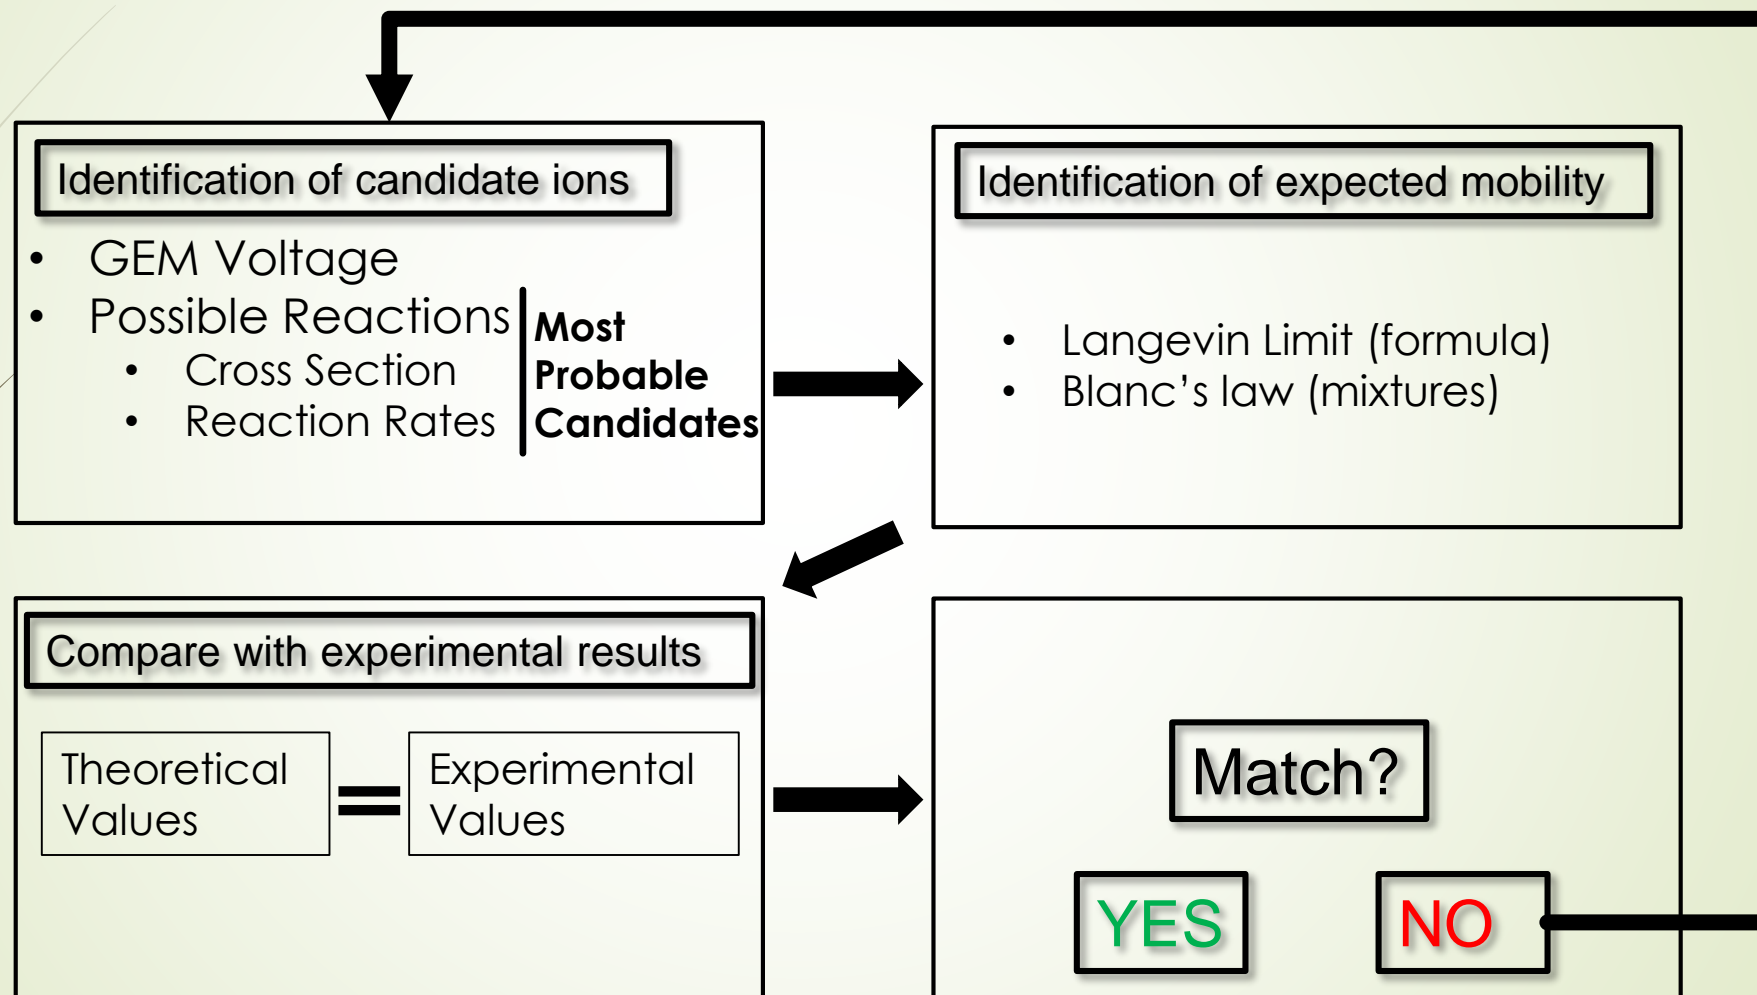 Identification of candidate ions
• GEM Voltage
• Possible Reactions
• Cross Section
• Reaction Rates
Most
Probable
Candidates
Identification of expected mobility
• Langevin Limit (formula)
• Blanc’s law (mixtures)
Compare with experimental results
Theoretical
Values
=
Experimental
Values
Match?
YES
NO